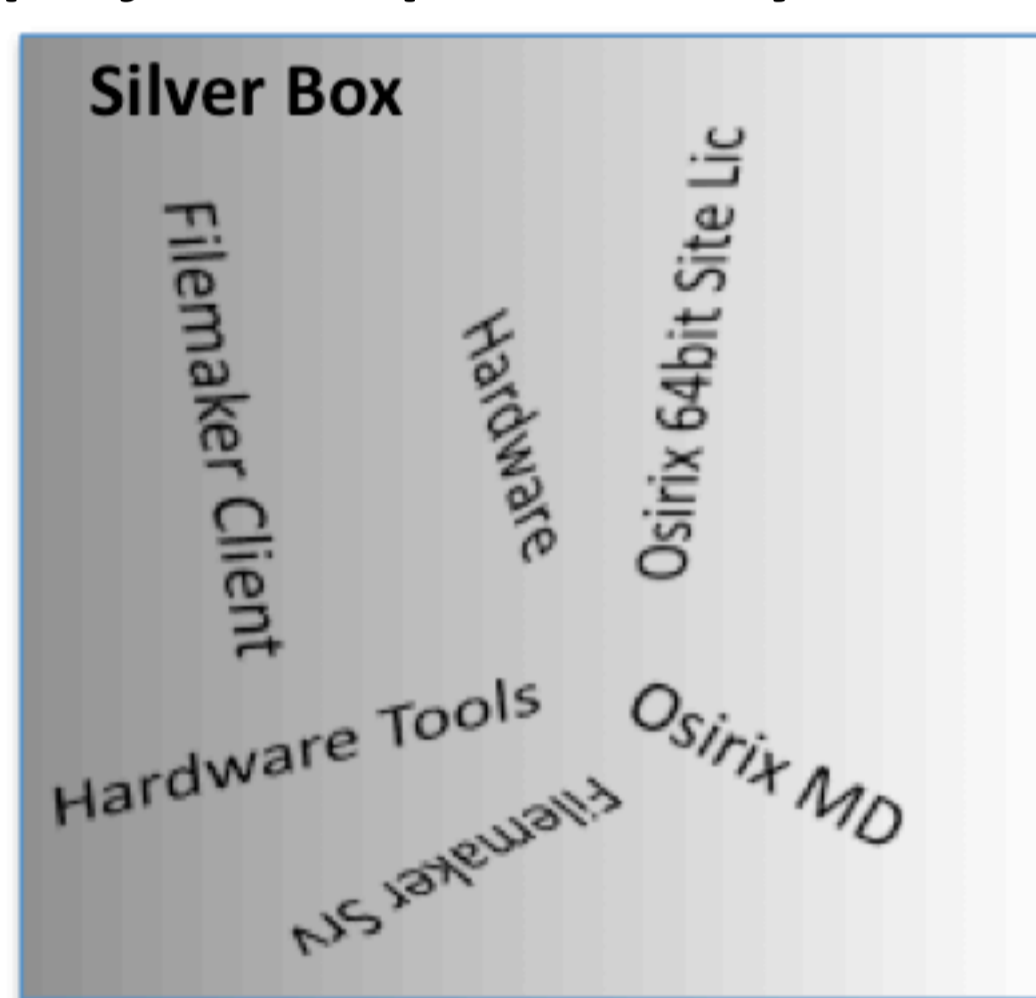 Silver Box
Filemaker Client
Hardware
Osirix 64bit Site Lic
Hardware Tools
Osirix MD
Filemaker Srv